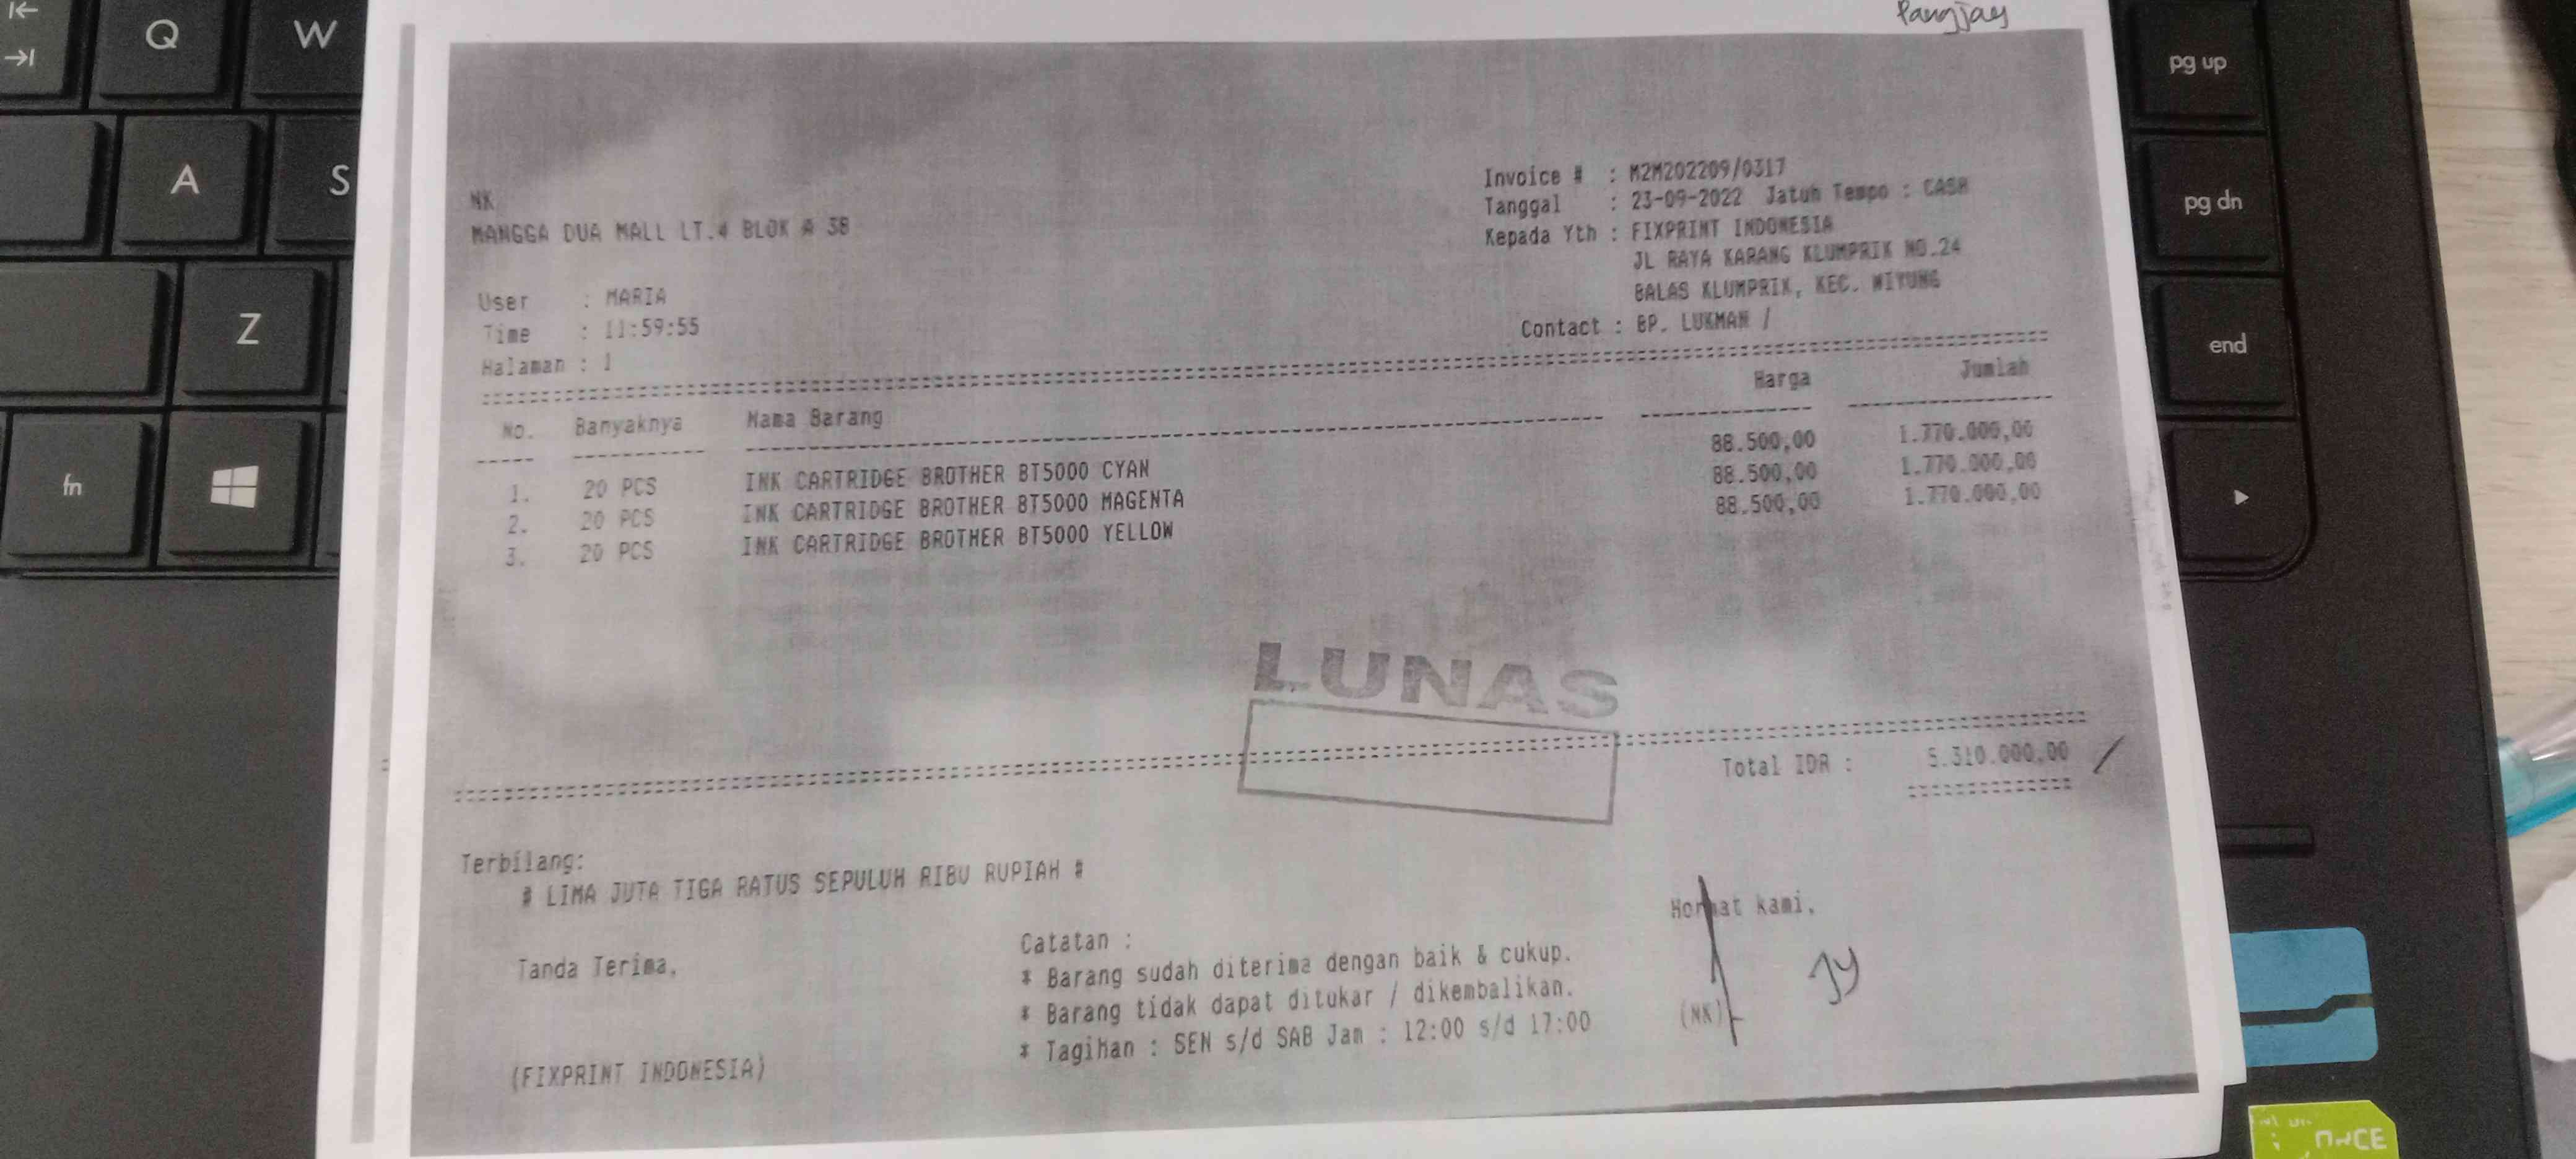 Pangjay
NK
MANGGA DUA MALL LT.4 BLOK A 38
Invoice # : M2M202209/0317
Tanggal : 23-09-2022 Jatuh Tempo : CASH
Kepada Yth : FIXPRINT INDONESIA
JL RAYA KARANG KLUMPRIK NO.24
BALAS KLUMPRIK, KEC. WIYUNG
Contact : BP. LUKMAN /
User : MARIA
Time : 11:59:55
Halaman : 1
No. Banyaknya Nama Barang Harga Jumlah
1. 20 PCS INK CARTRIDGE BROTHER BT5000 CYAN 88.500,00 1.770.000,00
2. 20 PCS INK CARTRIDGE BROTHER BT5000 MAGENTA 88.500,00 1.770.000,00
3. 20 PCS INK CARTRIDGE BROTHER BT5000 YELLOW 88.500,00 1.770.000,00
LUNAS
Total IDR : 5.310.000,00
Terbilang:
# LIMA JUTA TIGA RATUS SEPULUH RIBU RUPIAH #
Tanda Terima,
(FIXPRINT INDONESIA)
Catatan :
* Barang sudah diterima dengan baik & cukup.
* Barang tidak dapat ditukar / dikembalikan.
* Tagihan : SEN s/d SAB Jam : 12:00 s/d 17:00
Hormat kami,
(NK)
Jy
Q
W
A
S
Z
fn
pg up
pg dn
end